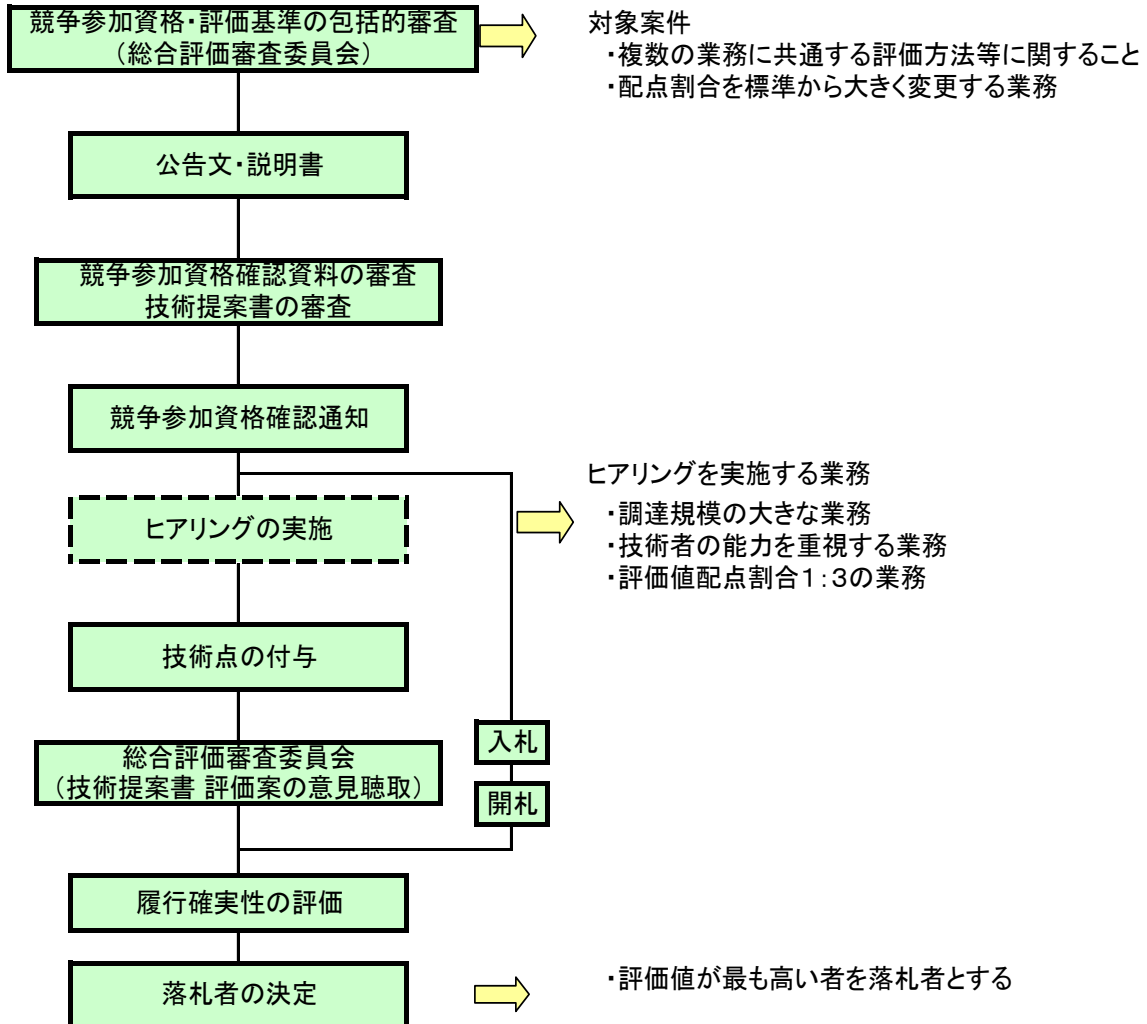 競争参加資格・評価基準の包括的審査
（総合評価審査委員会）
対象案件
・複数の業務に共通する評価方法等に関すること
・配点割合を標準から大きく変更する業務
公告文・説明書
競争参加資格確認資料の審査
技術提案書の審査
競争参加資格確認通知
ヒアリングの実施
ヒアリングを実施する業務
・調達規模の大きな業務
・技術者の能力を重視する業務
・評価値配点割合１：３の業務
技術点の付与
総合評価審査委員会
（技術提案書 評価案の意見聴取）
入札
開札
履行確実性の評価
落札者の決定
・評価値が最も高い者を落札者とする